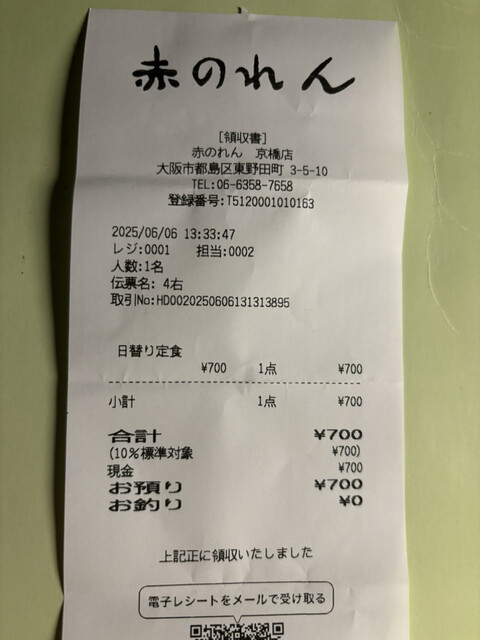 赤のれん
[領収書]
赤のれん 京橋店
大阪市都島区東野田町 3-5-10
TEL:06-6358-7658
登録番号:T5120001010163
2025/06/06 13:33:47
レジ:0001 担当:0002
人数:1名
伝票名: 4右
取引No:HD0020250606131313895
日替り定食
¥700 1点 ¥700
小計 1点 ¥700
合計 ¥700
(10%標準対象 ¥700)
現金 ¥700
お預り ¥700
お釣り ¥0
上記正に領収いたしました
電子レシートをメールで受け取る